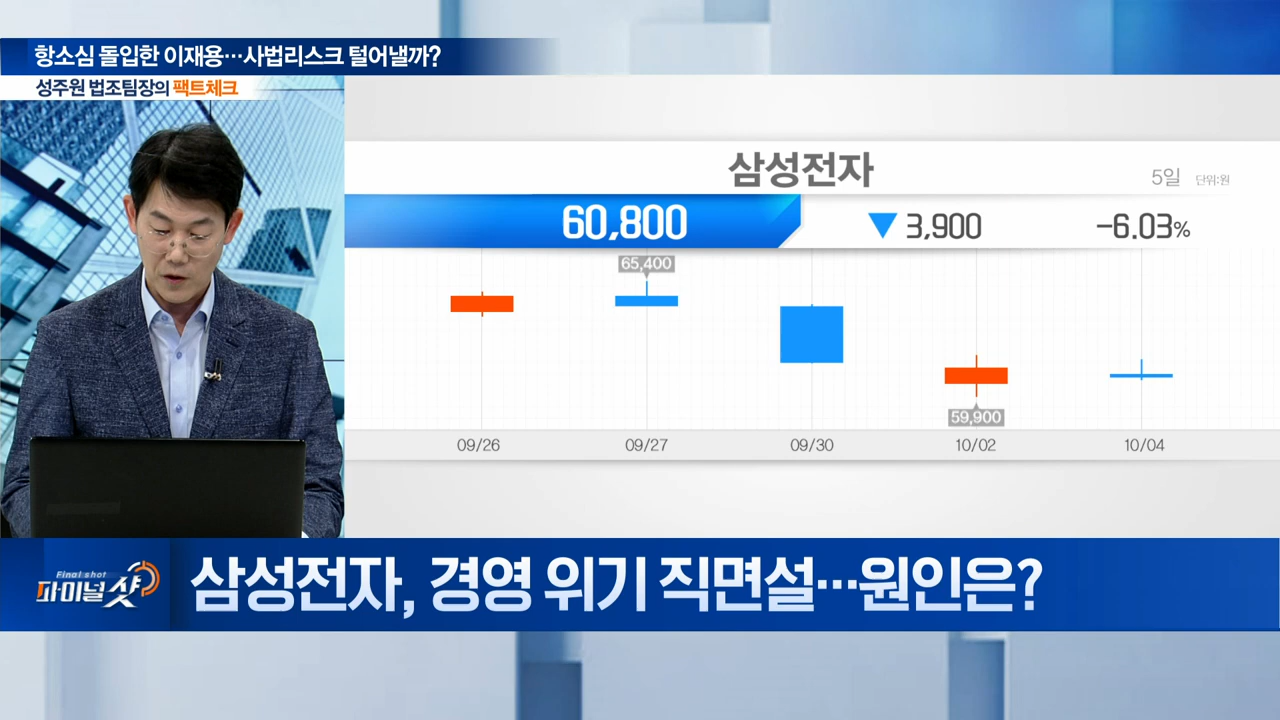 항소심 돌입한 이재용…사법리스크 털어낼까?
성주원 법조팀장의 팩트체크
삼성전자
5일 단위:원
60,800 ▼ 3,900 -6.03%
65,400
59,900
09/26 09/27 09/30 10/02 10/04
Final shot
파이널샷
삼성전자, 경영 위기 직면설…원인은?